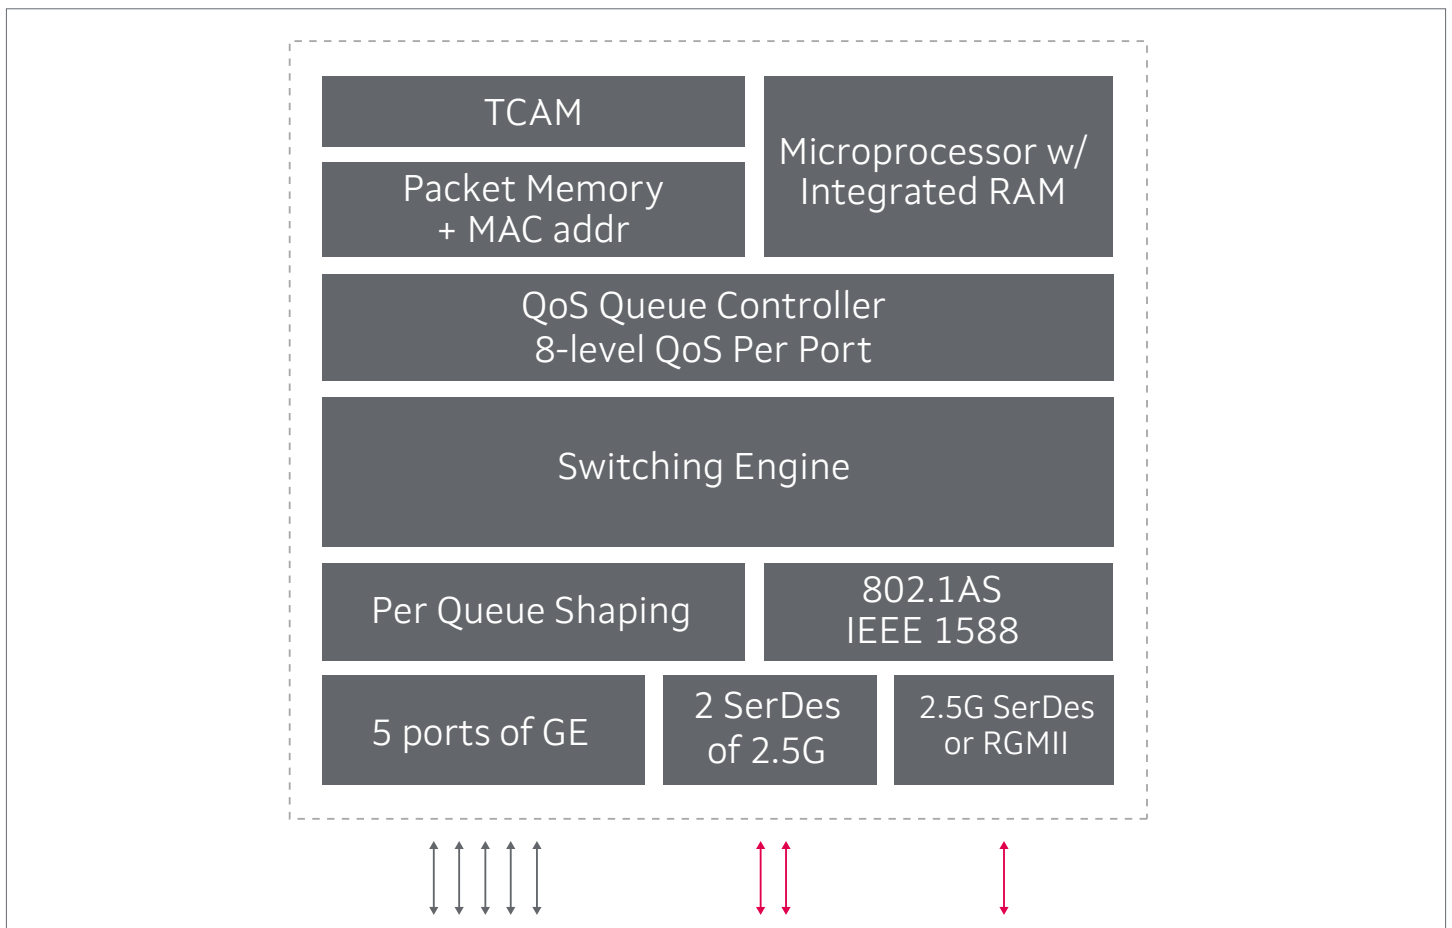 TCAM
Packet Memory
+ MAC addr
Microprocessor w/
Integrated RAM
QoS Queue Controller
8-level QoS Per Port
Switching Engine
Per Queue Shaping
802.1AS
IEEE 1588
5 ports of GE
2 SerDes
of 2.5G
2.5G SerDes
or RGMII